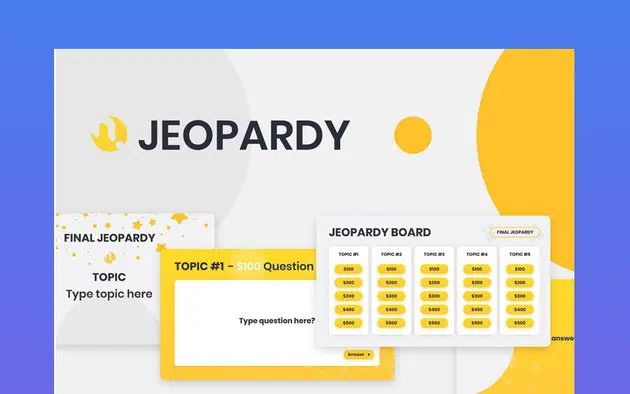 JEOPARDY
FINAL JEOPARDY
TOPIC
Type topic here
TOPIC #1 - $100 Question
Type question here?
Answer
JEOPARDY BOARD
FINAL JEOPARDY
TOPIC #1 TOPIC #2 TOPIC #3 TOPIC #4 TOPIC #5
$100 $100 $100 $100 $100
$200 $200 $200 $200 $200
$300 $300 $300 $300 $300
$400 $400 $400 $400 $400
$500 $500 $500 $500 $500